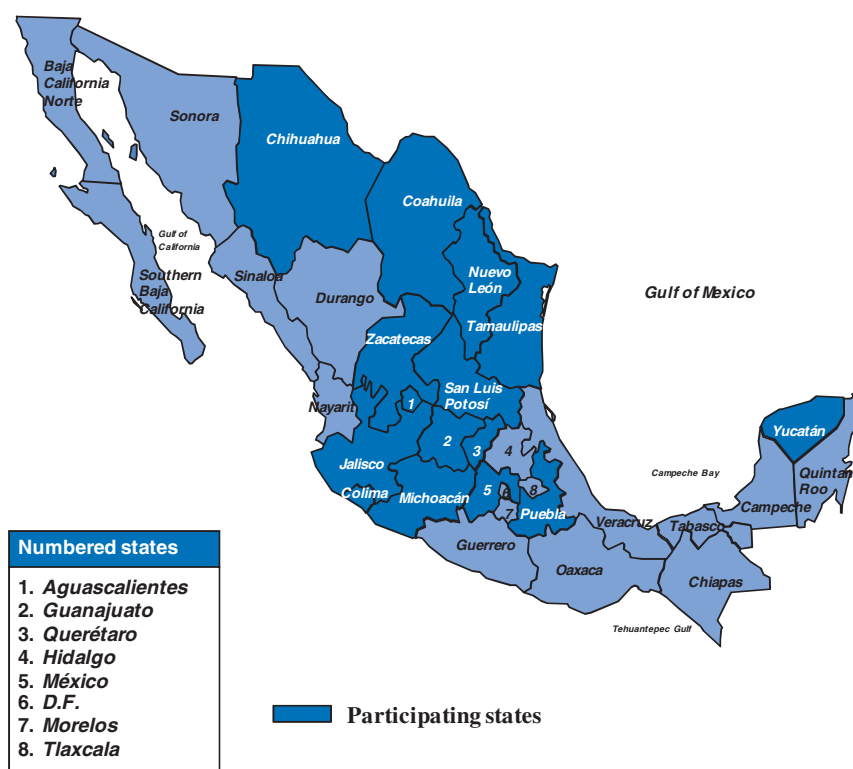 Baja
California
Norte
Sonora
Chihuahua
Coahuila
Gulf of
California
Sinaloa
Nuevo
León
Southern
Baja
California
Durango
Gulf of Mexico
Tamaulipas
Zacatecas
San Luis
Potosí
Nayarit
1
2
3
4
Yucatán
Jalisco
Colima
Michoacán
5
6
7
8
Puebla
Campeche Bay
Quintana
Roo
Campeche
Veracruz
Tabasco
Guerrero
Oaxaca
Chiapas
Tehuantepec Gulf
Numbered states
1. Aguascalientes
2. Guanajuato
3. Querétaro
4. Hidalgo
5. México
6. D.F.
7. Morelos
8. Tlaxcala
Participating states